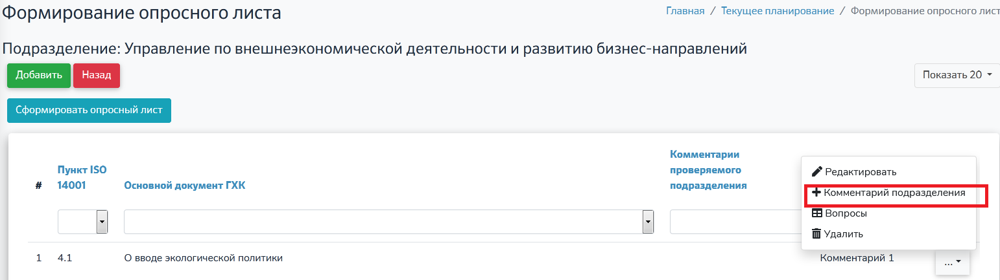 Формирование опросного листа
Главная / Текущее планирование / Формирование опросного лист
Подразделение: Управление по внешнеэкономической деятельности и развитию бизнес-направлений
Добавить Назад
Показать 20
Сформировать опросный лист
#
Пункт ISO
14001
Основной документ ГХК
Комментарии
проверяемого
подразделения
Редактировать
Комментарий подразделения
Вопросы
Удалить
1 4.1 О вводе экологической политики Комментарий 1 ...